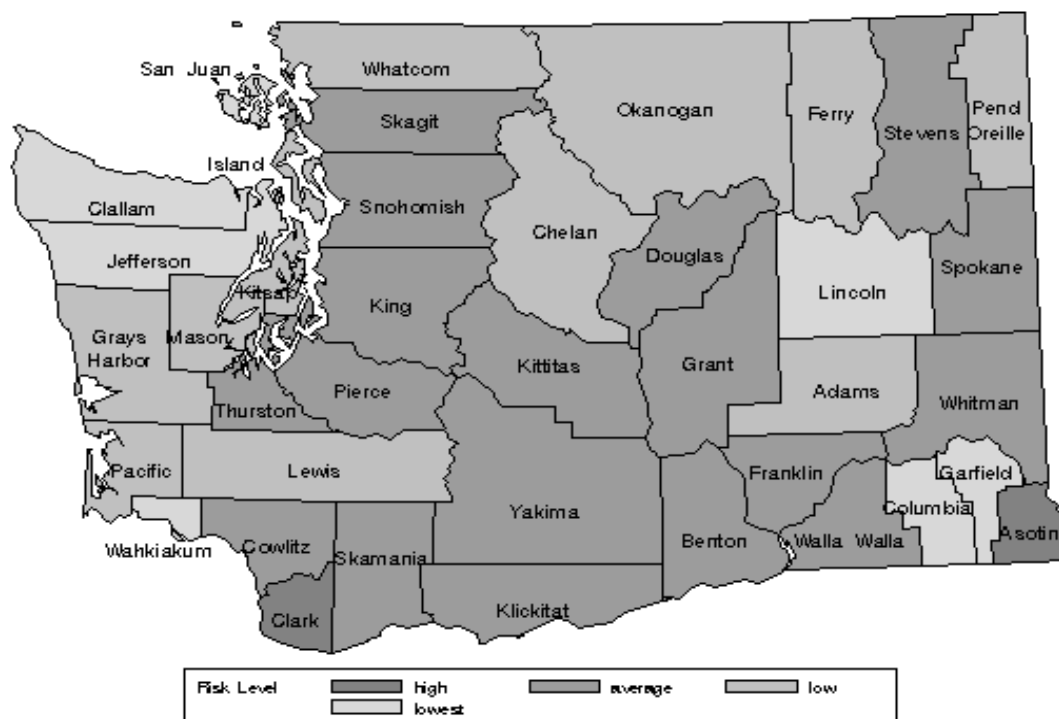 San Juan
Whatcom
Okanogan
Ferry
Stevens
Pend
Oreille
Skagit
Island
Snohomish
Clallam
Chelan
Douglas
Jefferson
Spokane
Kitsap
King
Lincoln
Grays
Harbor
Mason
Kittitas
Grant
Adams
Pierce
Thurston
Whitman
Pacific
Lewis
Franklin
Garfield
Columbia
Yakima
Wahkiakum
Cowlitz
Skamania
Benton
Walla Walla
Asotin
Klickitat
Clark
Risk Level high average low
lowest